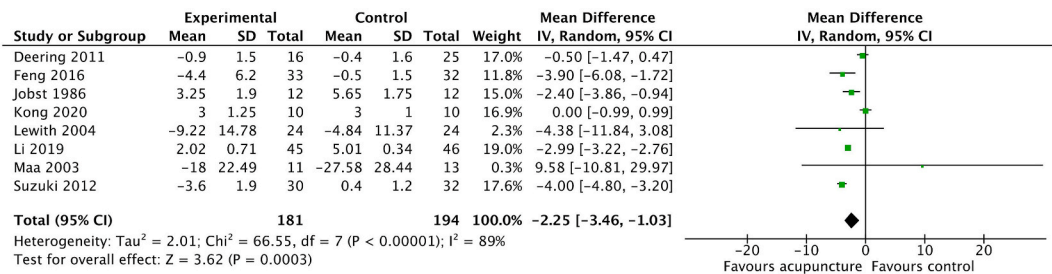 Experimental Control Mean Difference Mean Difference
Study or Subgroup Mean SD Total Mean SD Total Weight IV, Random, 95% CI IV, Random, 95% CI
Deering 2011 -0.9 1.5 16 -0.4 1.6 25 17.0% -0.50 [-1.47, 0.47]
Feng 2016 -4.4 6.2 33 -0.5 1.5 32 11.8% -3.90 [-6.08, -1.72]
Jobst 1986 3.25 1.9 12 5.65 1.75 12 15.0% -2.40 [-3.86, -0.94]
Kong 2020 3 1.25 10 3 1 10 16.9% 0.00 [-0.99, 0.99]
Lewith 2004 -9.22 14.78 24 -4.84 11.37 24 2.3% -4.38 [-11.84, 3.08]
Li 2019 2.02 0.71 45 5.01 0.34 46 19.0% -2.99 [-3.22, -2.76]
Maa 2003 -18 22.49 11 -27.58 28.44 13 0.3% 9.58 [-10.81, 29.97]
Suzuki 2012 -3.6 1.9 30 0.4 1.2 32 17.6% -4.00 [-4.80, -3.20]
Total (95% CI) 181 194 100.0% -2.25 [-3.46, -1.03]
Heterogeneity: Tau² = 2.01; Chi² = 66.55, df = 7 (P < 0.00001); I² = 89%
Test for overall effect: Z = 3.62 (P = 0.0003)
-20 -10 0 10 20
Favours acupuncture Favours control